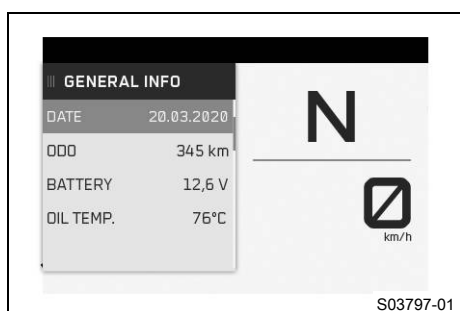 GENERAL INFO
DATE 20.03.2020
ODO 345 km
BATTERY 12,6 V
OIL TEMP. 76°C
N
0
km/h
S03797-01